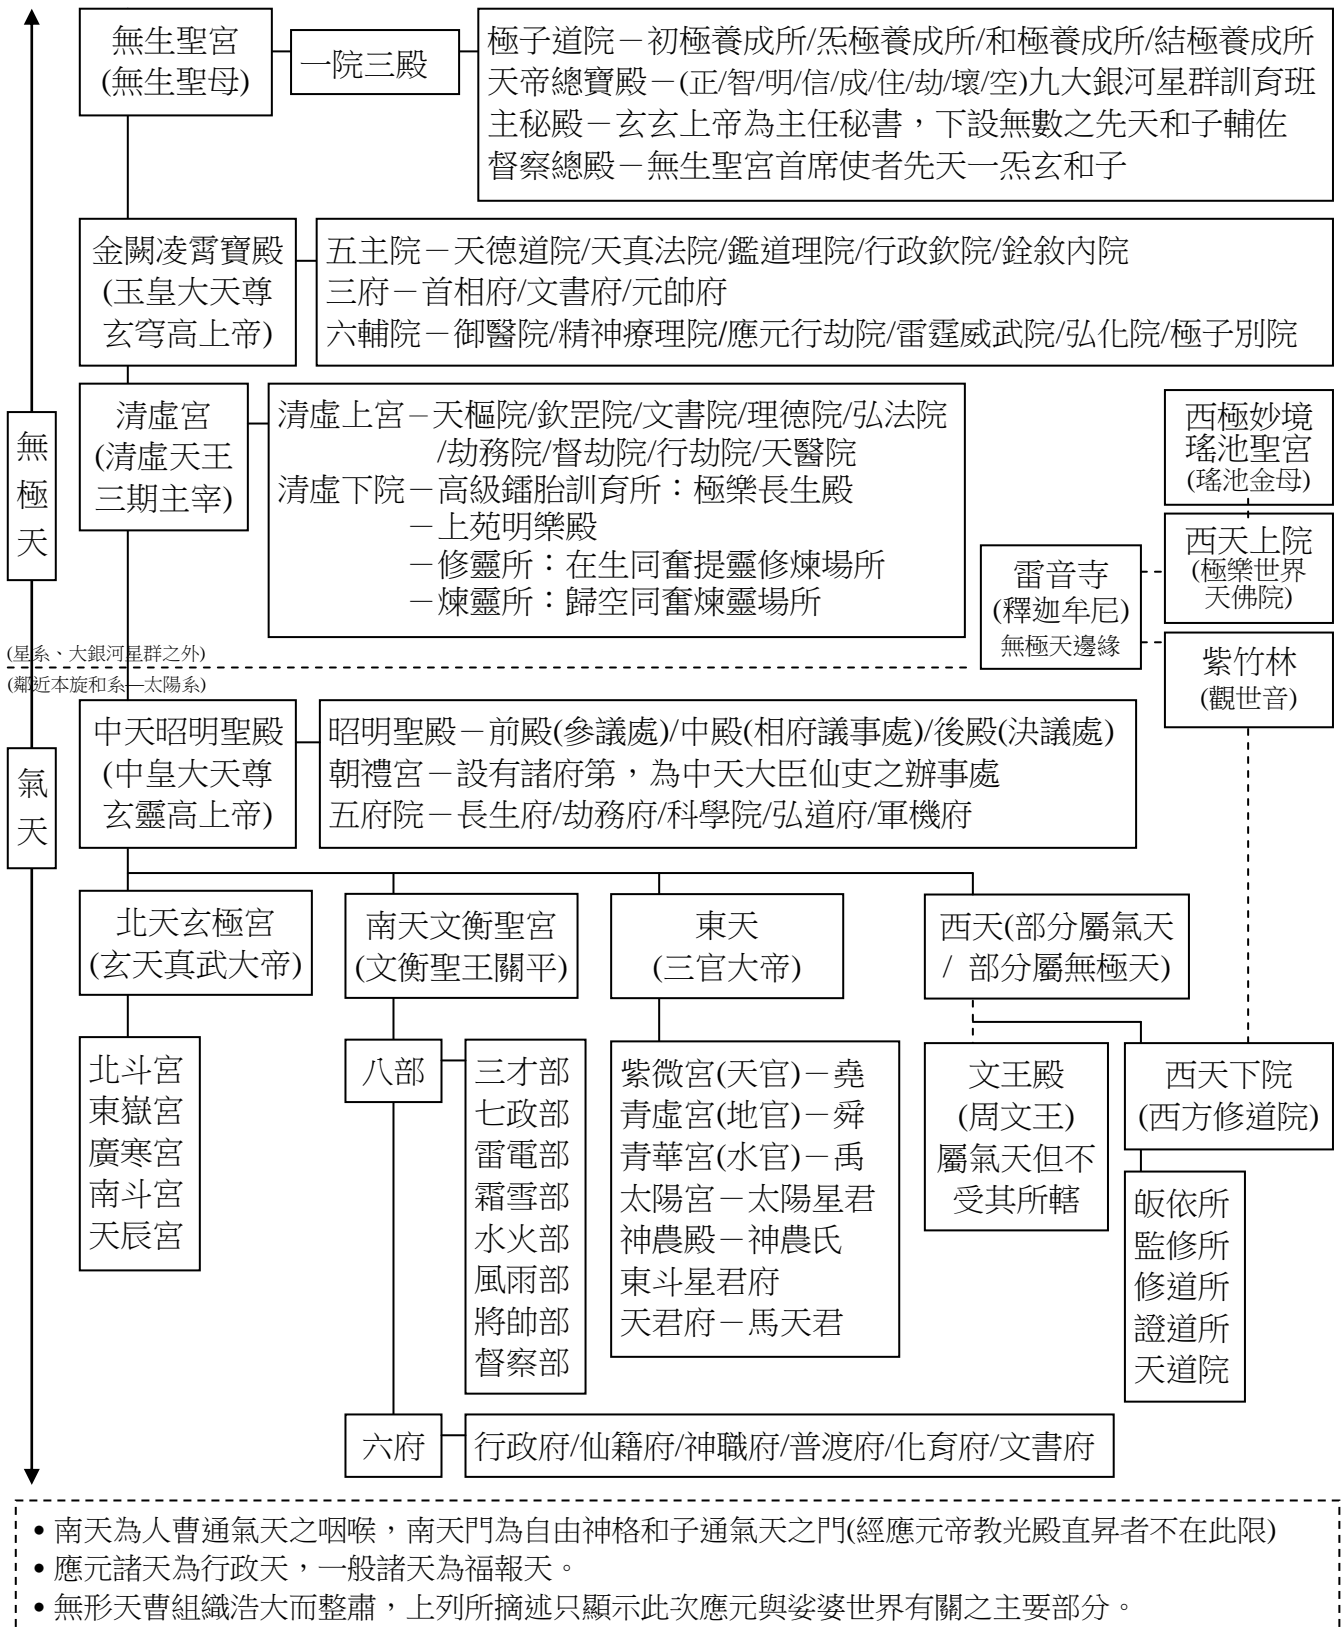 無生聖宮
(無生聖母)
一院三殿
極子道院－初極養成所/炁極養成所/和極養成所/結極養成所
天帝總寶殿－(正/智/明/信/成/住/劫/壞/空)九大銀河星群訓育班
主秘殿－玄玄上帝為主任秘書，下設無數之先天和子輔佐
督察總殿－無生聖宮首席使者先天一炁玄和子
金闕凌霄寶殿
(玉皇大天尊
玄穹高上帝)
五主院－天德道院/天真法院/鑑道理院/行政欽院/銓敘內院
三府－首相府/文書府/元帥府
六輔院－御醫院/精神療理院/應元行劫院/雷霆威武院/弘化院/極子別院
無極天
清虛宮
(清虛天王
三期主宰)
清虛上宮－天樞院/欽罡院/文書院/理德院/弘法院
/劫務院/督劫院/行劫院/天醫院
清虛下院－高級鐳胎訓育所：極樂長生殿
－上苑明樂殿
－修靈所：在生同奮提靈修煉場所
－煉靈所：歸空同奮煉靈場所
西極妙境
瑤池聖宮
(瑤池金母)
西天上院
(極樂世界
天佛院)
雷音寺
(釋迦牟尼)
無極天邊緣
紫竹林
(觀世音)
(星系、大銀河星群之外)
(鄰近本旋和系—太陽系)
氣天
中天昭明聖殿
(中皇大天尊
玄靈高上帝)
昭明聖殿－前殿(參議處)/中殿(相府議事處)/後殿(決議處)
朝禮宮－設有諸府第，為中天大臣仙吏之辦事處
五府院－長生府/劫務府/科學院/弘道府/軍機府
北天玄極宮
(玄天真武大帝)
南天文衡聖宮
(文衡聖王關平)
東天
(三官大帝)
西天(部分屬氣天
/ 部分屬無極天)
北斗宮
東嶽宮
廣寒宮
南斗宮
天辰宮
八部
三才部
七政部
雷電部
霜雪部
水火部
風雨部
將帥部
督察部
紫微宮(天官)－堯
青虛宮(地官)－舜
青華宮(水官)－禹
太陽宮－太陽星君
神農殿－神農氏
東斗星君府
天君府－馬天君
文王殿
(周文王)
屬氣天但不
受其所轄
西天下院
(西方修道院)
皈依所
監修所
修道所
證道所
天道院
六府
行政府/仙籍府/神職府/普渡府/化育府/文書府
• 南天為人曹通氣天之咽喉，南天門為自由神格和子通氣天之門(經應元帝教光殿直昇者不在此限)
• 應元諸天為行政天，一般諸天為福報天。
• 無形天曹組織浩大而整肅，上列所摘述只顯示此次應元與娑婆世界有關之主要部分。